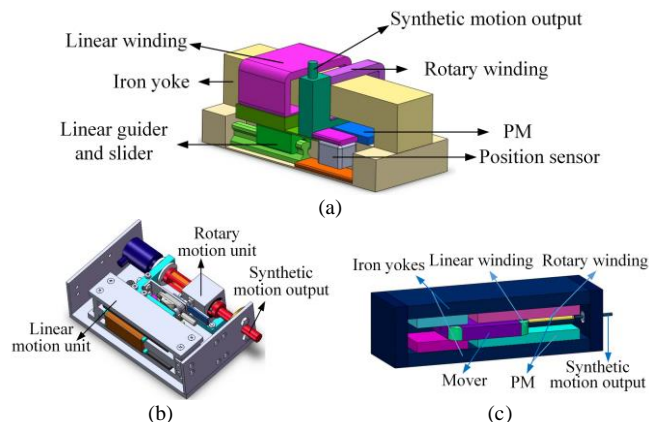 Synthetic motion output
Linear winding
Rotary winding
Iron yoke
Linear guider
and slider
PM
Position sensor
(a)
Rotary
motion unit
Synthetic
motion output
Linear motion
unit
(b)
Iron yokes
Linear winding
Rotary winding
Mover
PM
Synthetic
motion output
(c)